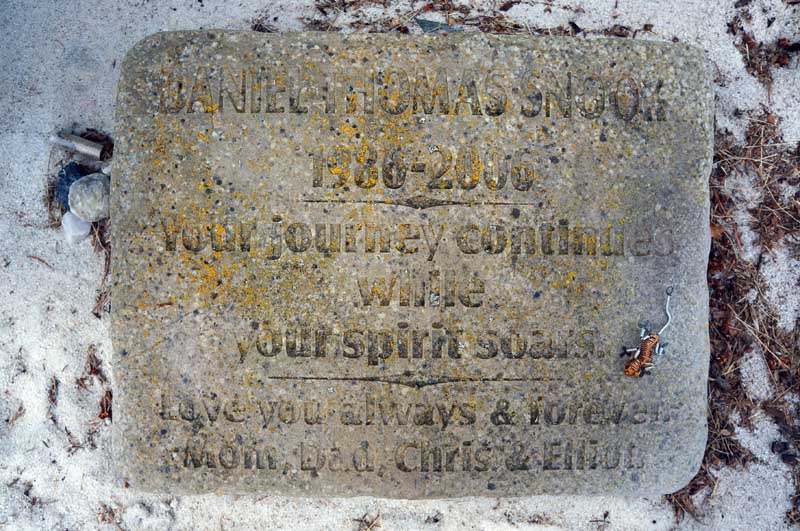 DANIEL THOMAS SNOOK
1986-2006
Your journey continues
while
your spirit soars.
Love you always & forever.
Mom, Dad, Chris & Elliot.